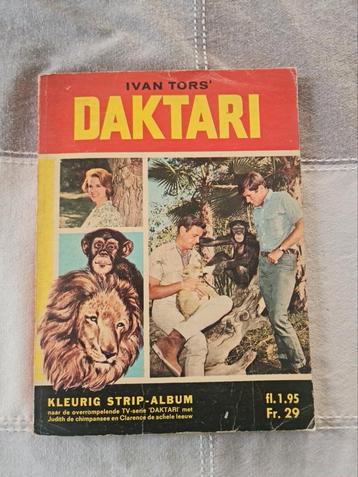 IVAN TORS'
DAKTARI
KLEURIG STRIP-ALBUM
naar de overrompelende TV-serie 'DAKTARI' met
Judith de chimpansee en Clarence de schele leeuw
fl. 1.95
Fr. 29